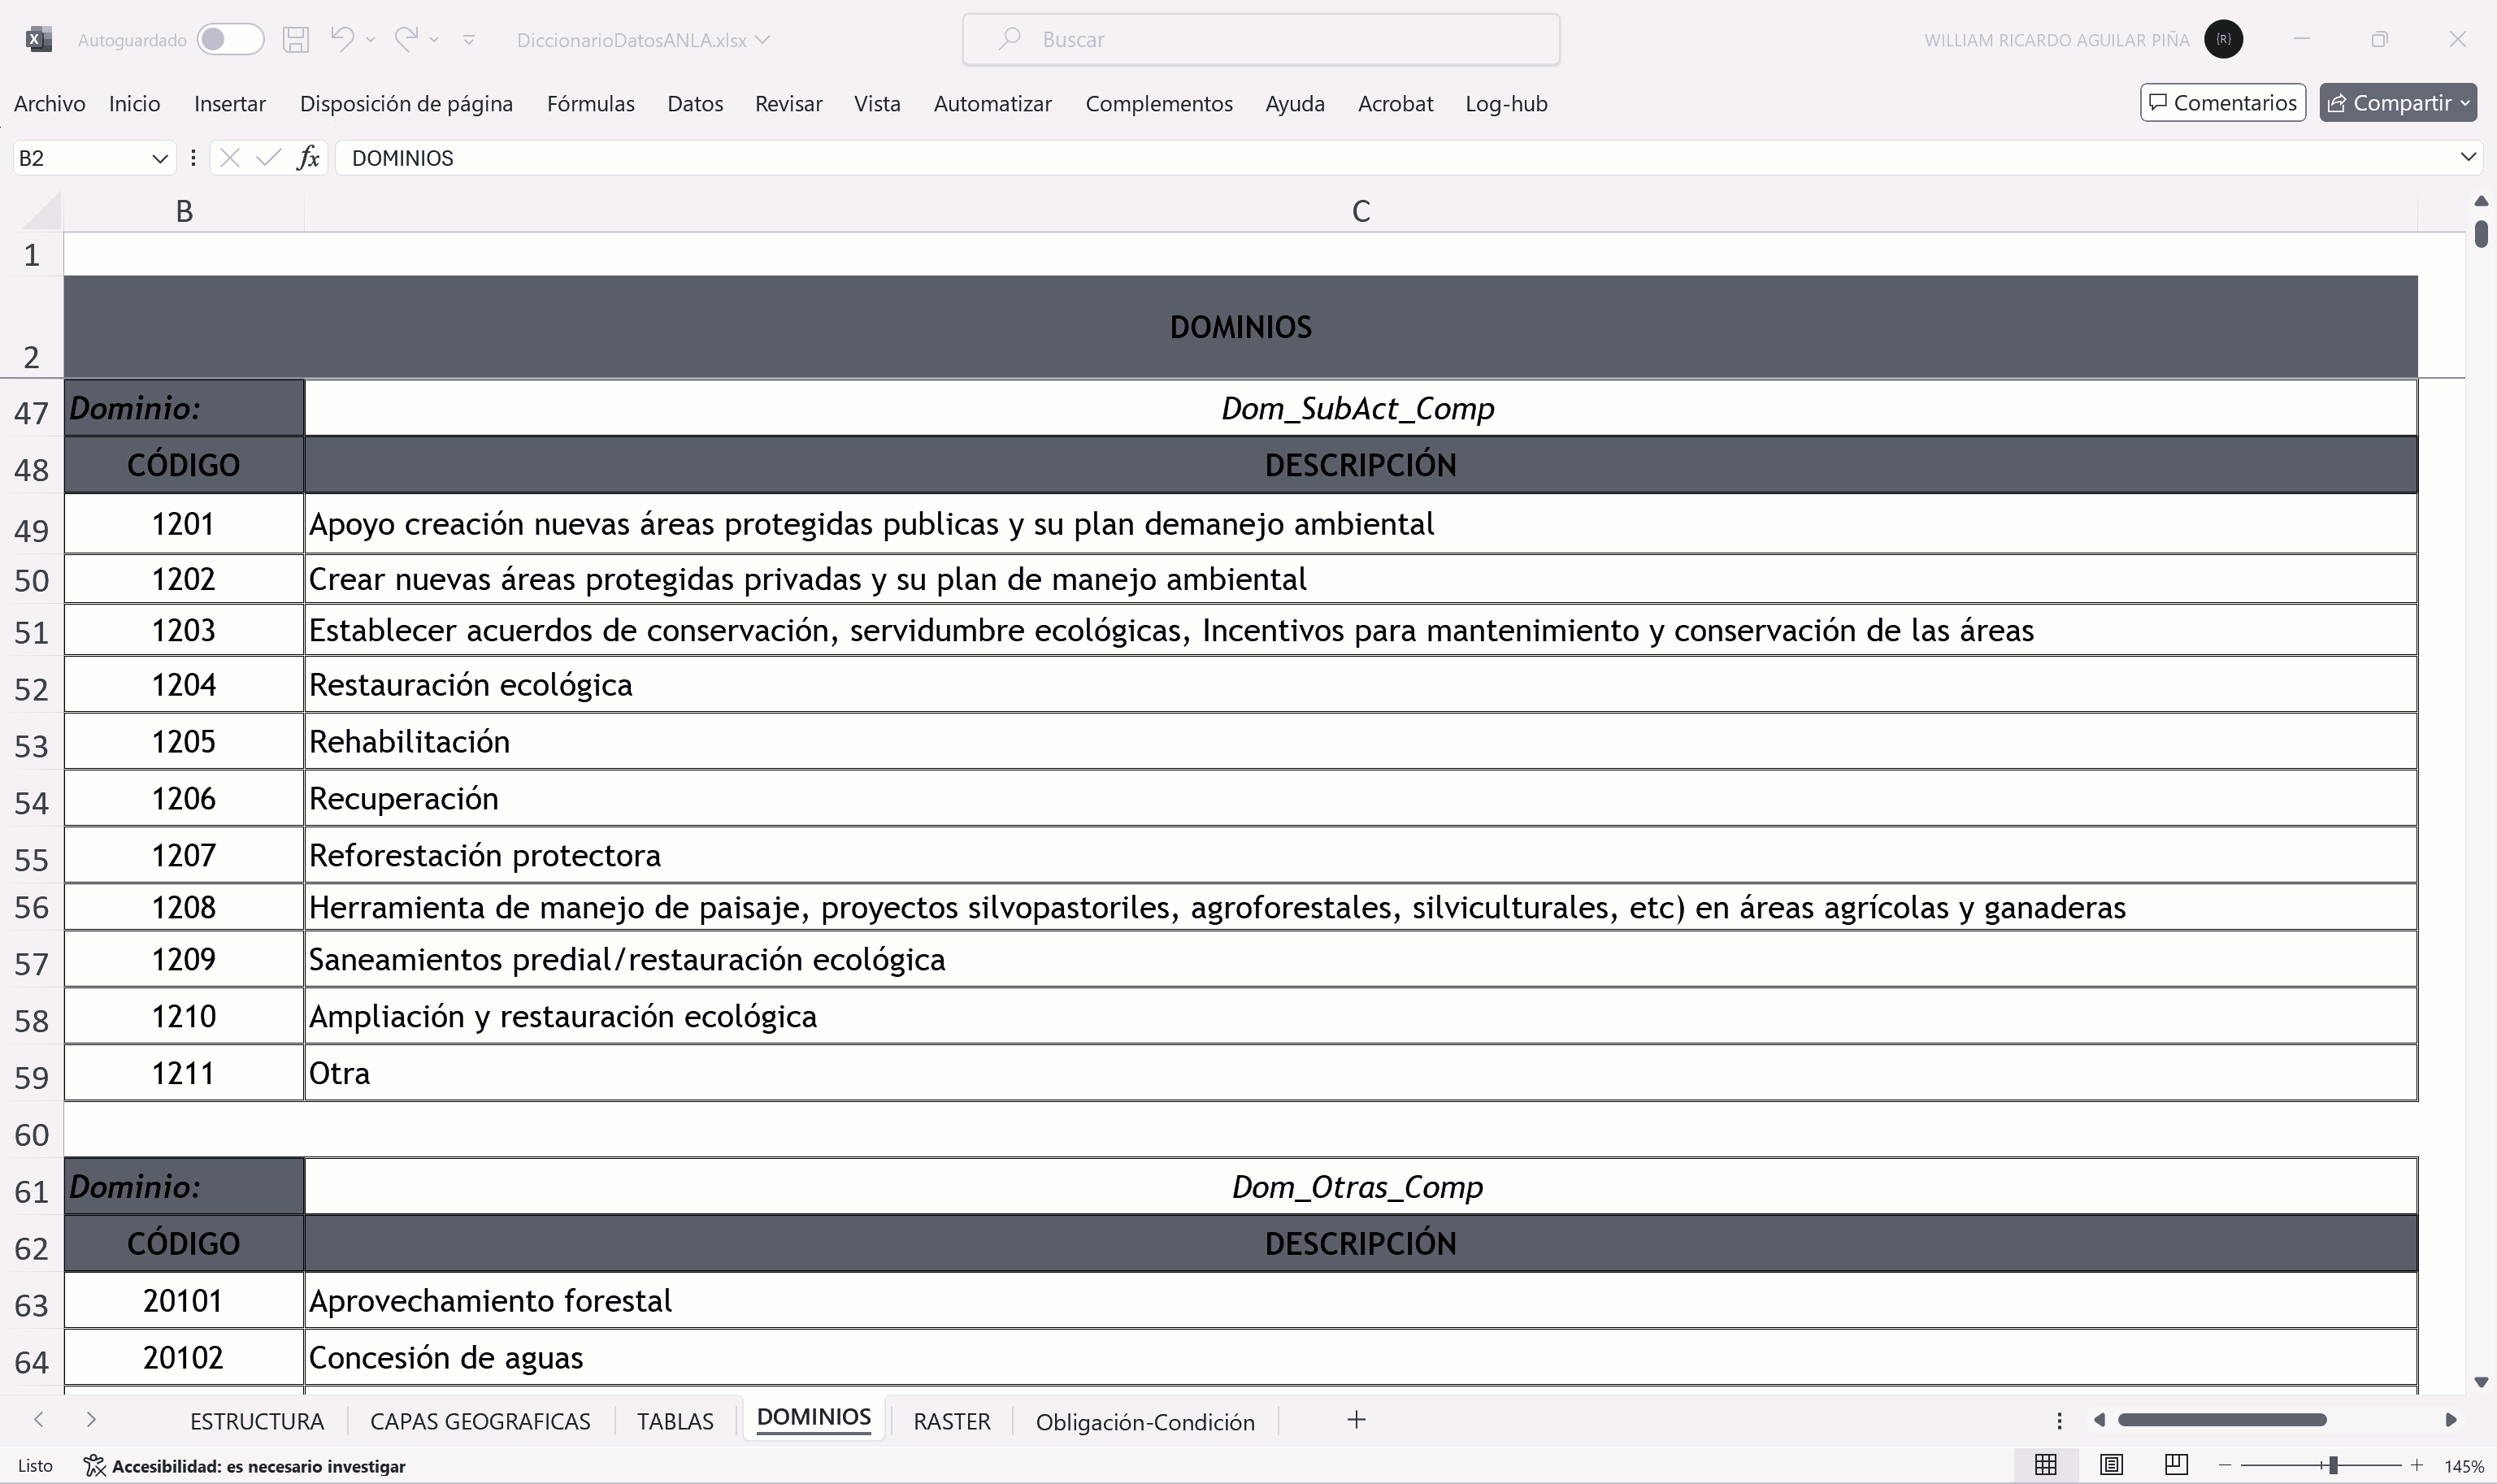 Autoguardado DiccionarioDatosANLA.xlsx Buscar WILLIAM RICARDO AGUILAR PIÑA {R}
Archivo Inicio Insertar Disposición de página Fórmulas Datos Revisar Vista Automatizar Complementos Ayuda Acrobat Log-hub Comentarios Compartir
B2 fx DOMINIOS
B C
1
2 DOMINIOS
47 Dominio: Dom_SubAct_Comp
48 CÓDIGO DESCRIPCIÓN
49 1201 Apoyo creación nuevas áreas protegidas publicas y su plan demanejo ambiental
50 1202 Crear nuevas áreas protegidas privadas y su plan de manejo ambiental
51 1203 Establecer acuerdos de conservación, servidumbre ecológicas, Incentivos para mantenimiento y conservación de las áreas
52 1204 Restauración ecológica
53 1205 Rehabilitación
54 1206 Recuperación
55 1207 Reforestación protectora
56 1208 Herramienta de manejo de paisaje, proyectos silvopastoriles, agroforestales, silviculturales, etc) en áreas agrícolas y ganaderas
57 1209 Saneamientos predial/restauración ecológica
58 1210 Ampliación y restauración ecológica
59 1211 Otra
60
61 Dominio: Dom_Otras_Comp
62 CÓDIGO DESCRIPCIÓN
63 20101 Aprovechamiento forestal
64 20102 Concesión de aguas
ESTRUCTURA CAPAS GEOGRAFICAS TABLAS DOMINIOS RASTER Obligación-Condición
Listo Accesibilidad: es necesario investigar 145%